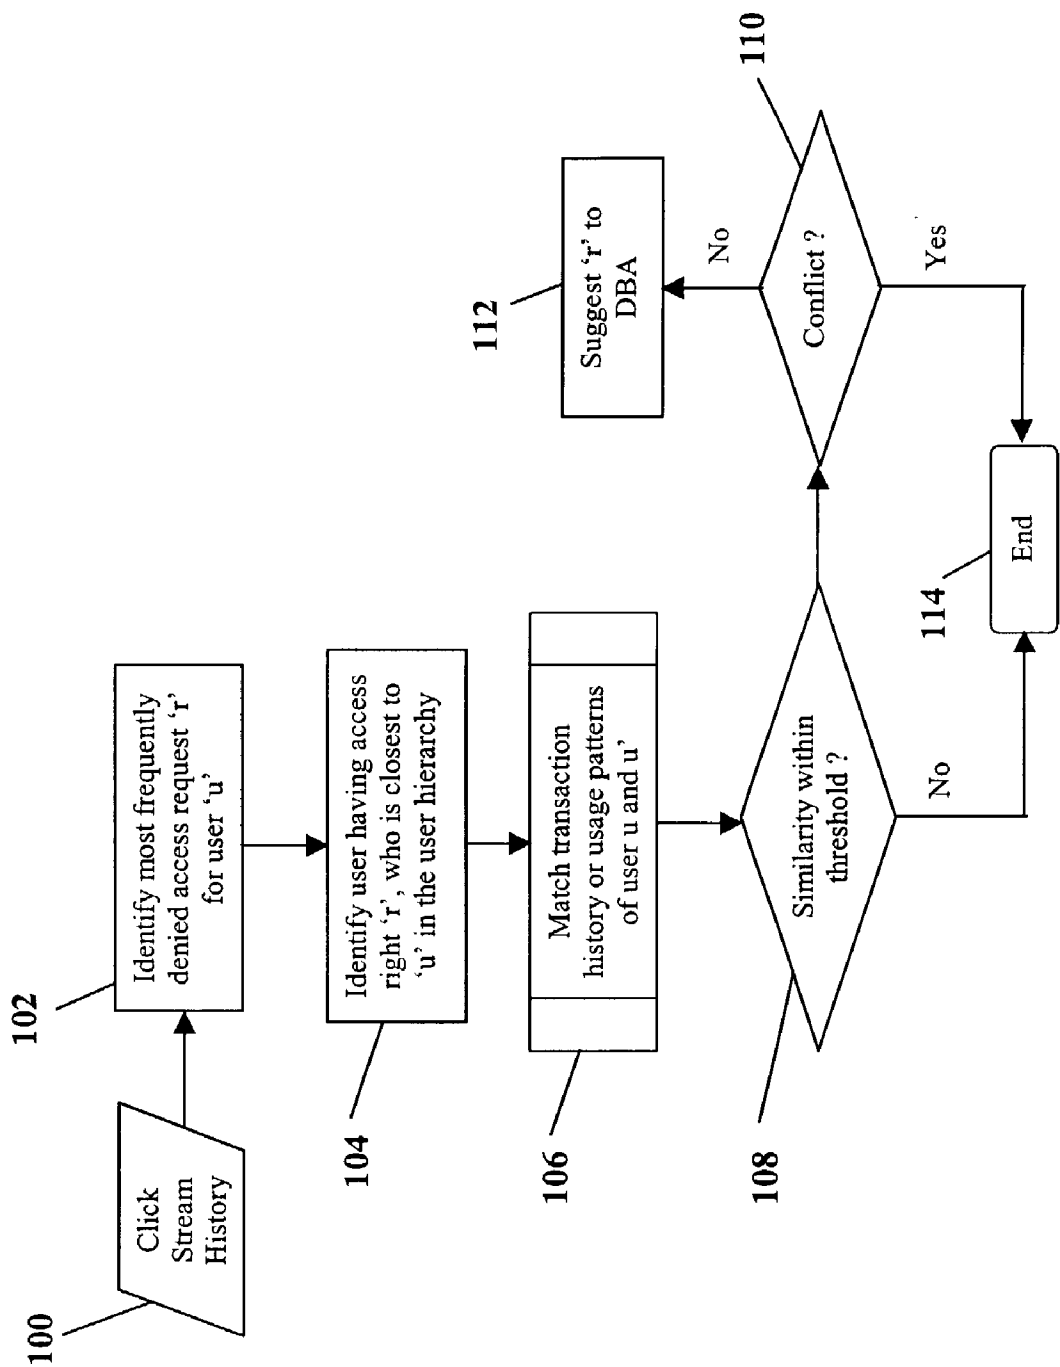 100
Click
Stream
History
102
Identify most frequently
denied access request ‘r’
for user ‘u’
104
Identify user having access
right ‘r’, who is closest to
‘u’ in the user hierarchy
106
Match transaction
history or usage patterns
of user u and u’
108
Similarity within
threshold ?
No
110
Conflict ?
No
Yes
112
Suggest ‘r’ to
DBA
114
End